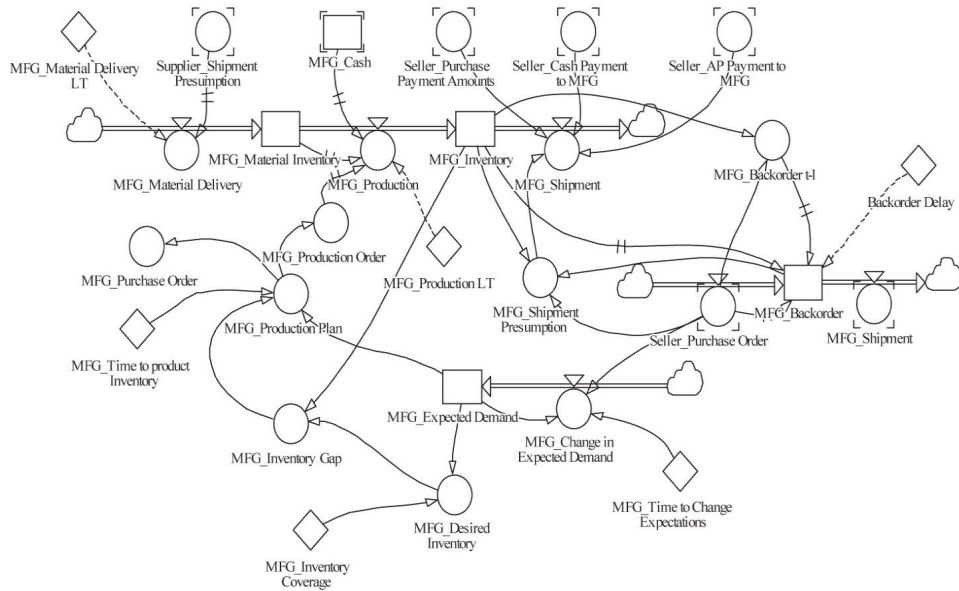 MFG_Material Delivery
LT
Supplier_Shipment
Presumption
MFG_Cash
Seller_Purchase
Payment Amounts
Seller_Cash Payment
to MFG
Seller_AP Payment to
MFG
MFG_Material Inventory
MFG_Material Delivery
MFG_Production
MFG_Inventory
MFG_Shipment
MFG_Backorder t-l
Backorder Delay
MFG_Purchase Order
MFG_Production Order
MFG_Production LT
MFG_Shipment
Presumption
MFG_Production Plan
MFG_Backorder
Seller_Purchase Order
MFG_Shipment
MFG_Time to product
Inventory
MFG_Expected Demand
MFG_Change in
Expected Demand
MFG_Inventory Gap
MFG_Time to Change
Expectations
MFG_Desired
Inventory
MFG_Inventory
Coverage